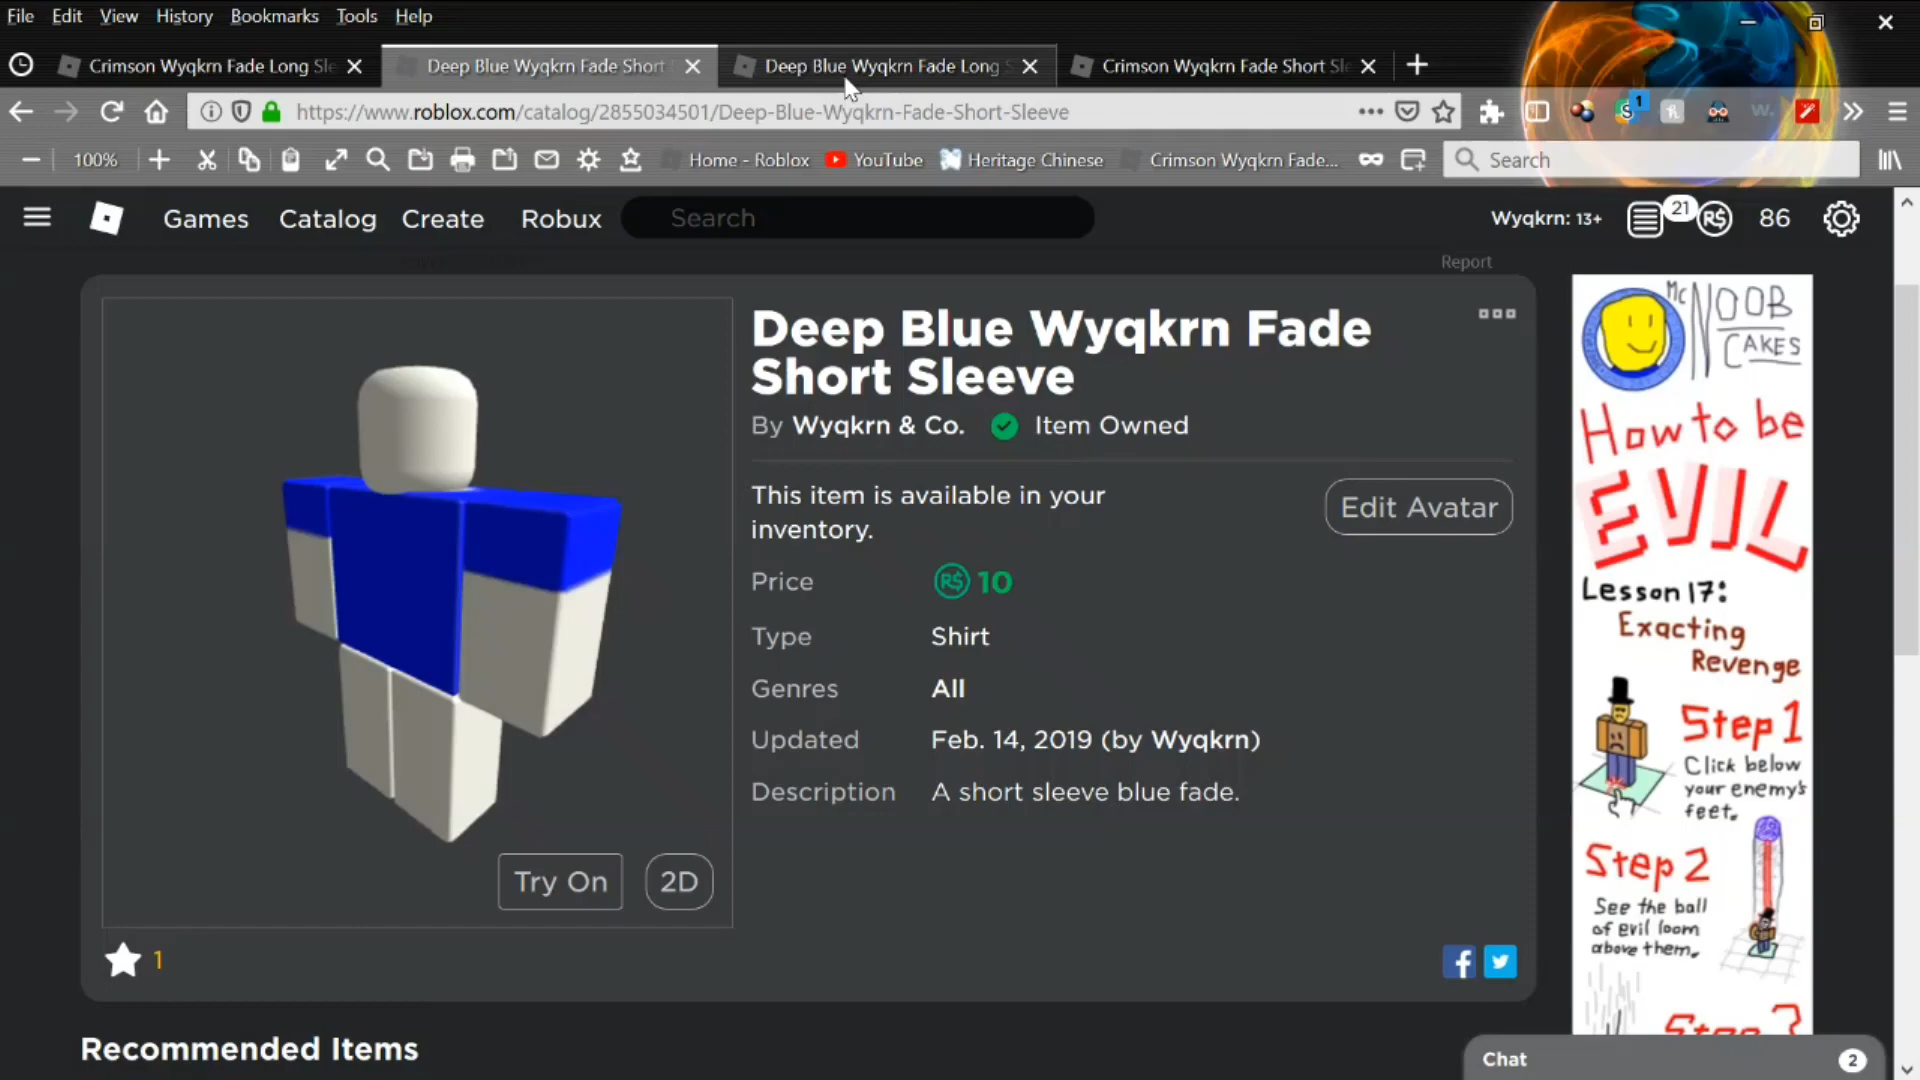 File Edit View History Bookmarks Tools Help
Crimson Wyqkrn Fade Long Sle
Deep Blue Wyqkrn Fade Short
Deep Blue Wyqkrn Fade Long S
Crimson Wyqkrn Fade Short Sle
https://www.roblox.com/catalog/2855034501/Deep-Blue-Wyqkrn-Fade-Short-Sleeve
1
100%
Home - Roblox
YouTube
Heritage Chinese
Crimson Wyqkrn Fade...
Search
Games
Catalog
Create
Robux
Search
Wyqkrn: 13+
21
R$
86
Report
Deep Blue Wyqkrn Fade
Short Sleeve
By Wyqkrn & Co. Item Owned
This item is available in your
inventory.
Edit Avatar
Price R$ 10
Type Shirt
Genres All
Updated Feb. 14, 2019 (by Wyqkrn)
Description A short sleeve blue fade.
Try On
2D
1
Recommended Items
Mc NOOB
CAKES
How to be
EVIL
Lesson 17:
Exacting
Revenge
Step 1
Click below
your enemy's
feet.
Step 2
See the ball
of evil loom
above them.
Chat 2